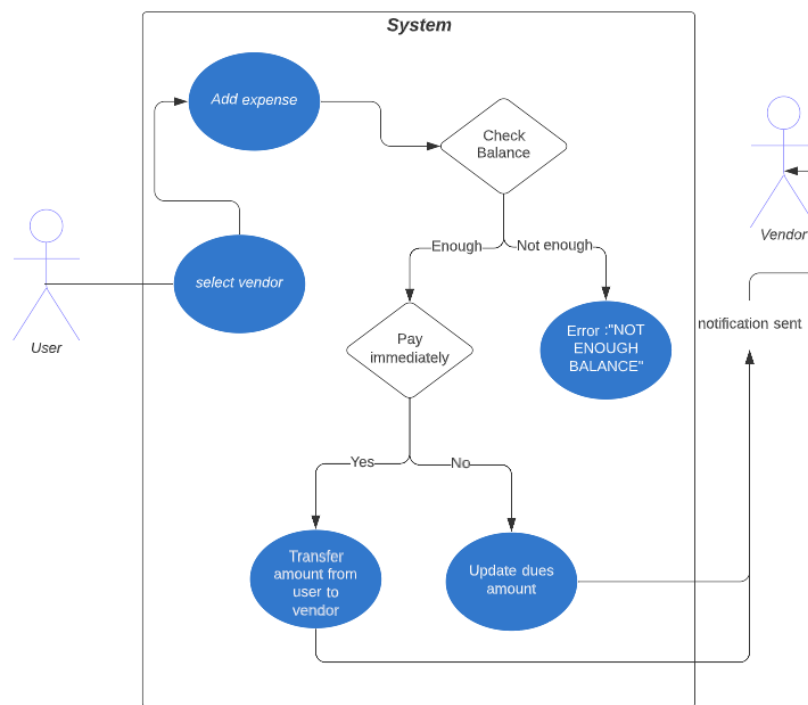 System
Add expense
Check
Balance
Vendor
Enough
Not enough
select vendor
User
Pay
immediately
Error :"NOT
ENOUGH
BALANCE"
notification sent
Yes
No
Transfer
amount from
user to
vendor
Update dues
amount